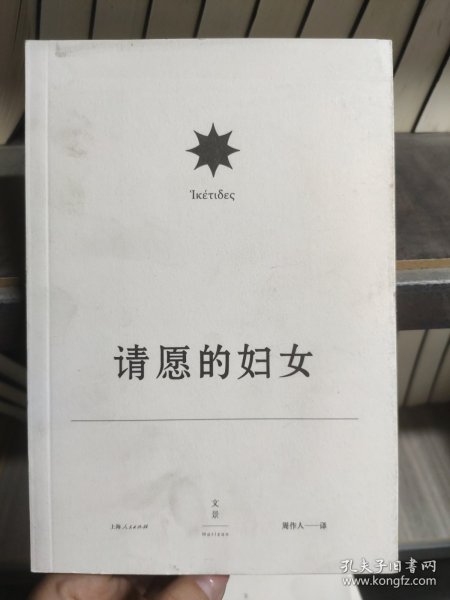 Ἱκέτιδες
请愿的妇女
文
景
Horizon
上海人民出版社
周作人——译
孔夫子旧书网
www.kongfz.com